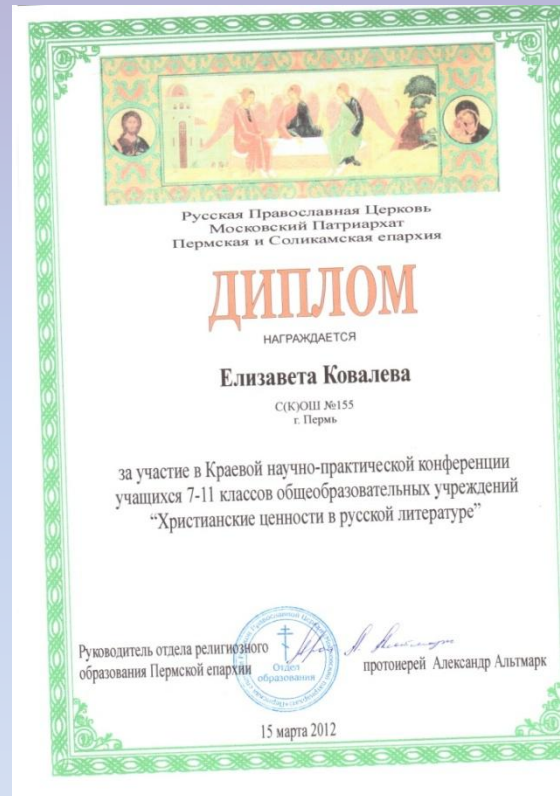 Русская Православная Церковь
Московский Патриархат
Пермская и Соликамская епархия
ДИПЛОМ
НАГРАЖДАЕТСЯ
Елизавета Ковалева
С(К)ОШ №155
г. Пермь
за участие в Краевой научно-практической конференции
учащихся 7-11 классов общеобразовательных учреждений
“Христианские ценности в русской литературе”
Руководитель отдела религиозного
образования Пермской епархии
Отдел
образования
протоиерей Александр Альтмарк
15 марта 2012